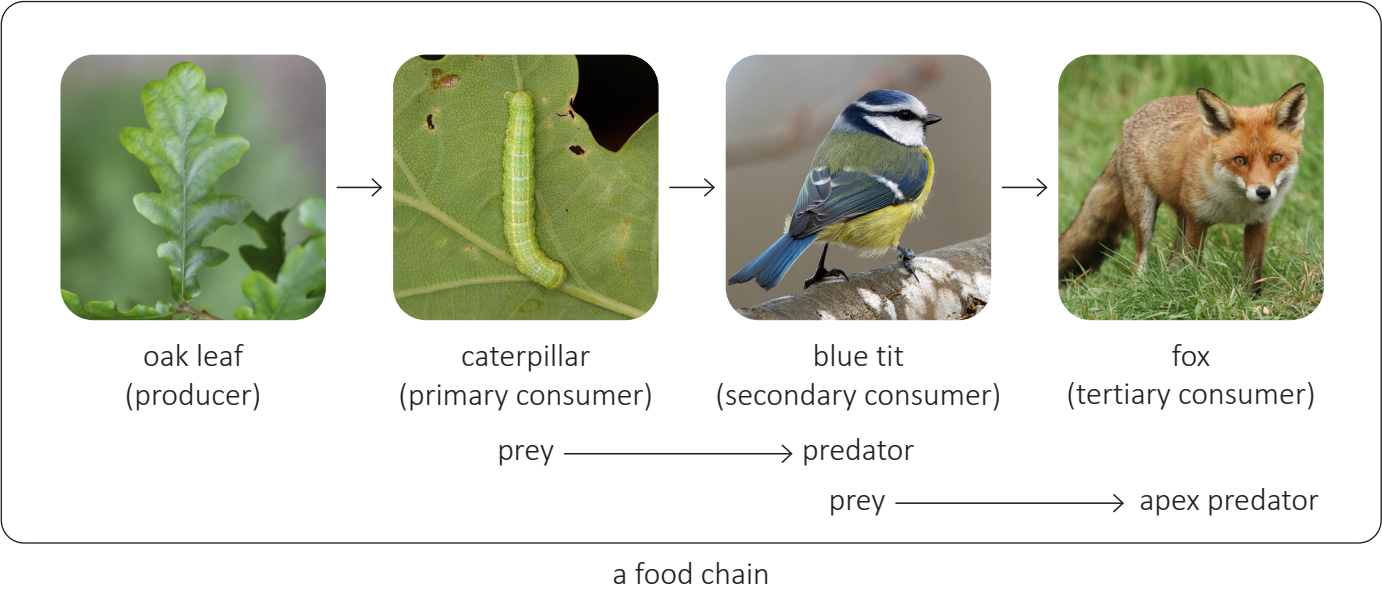 oak leaf
(producer)
caterpillar
(primary consumer)
blue tit
(secondary consumer)
fox
(tertiary consumer)
prey
predator
prey
apex predator
a food chain